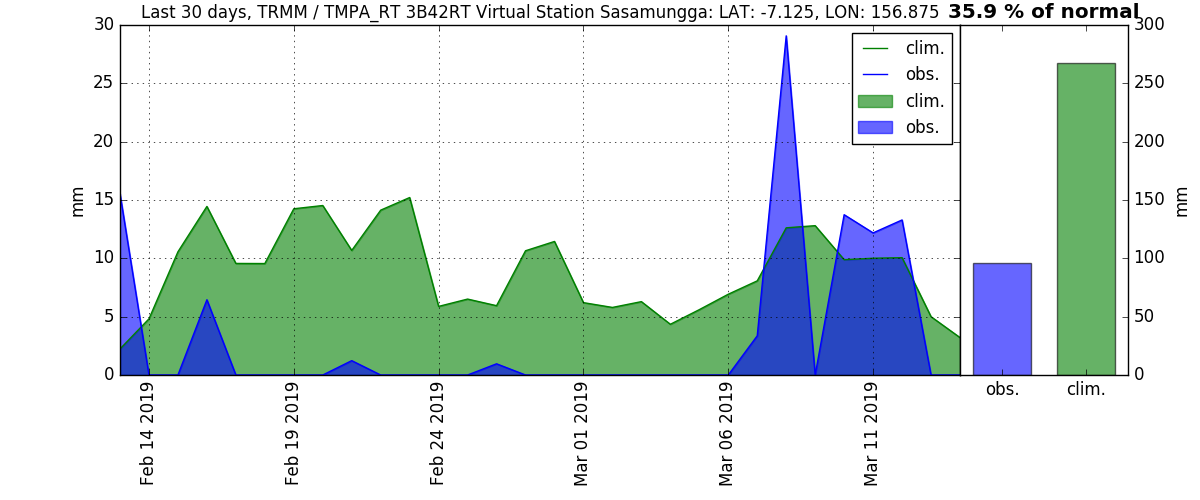 Last 30 days, TRMM / TMPA_RT 3B42RT Virtual Station Sasamungga: LAT: -7.125, LON: 156.875 35.9 % of normal
30
25
20
15
10
5
0
mm
clim.
obs.
clim.
obs.
Feb 14 2019
Feb 19 2019
Feb 24 2019
Mar 01 2019
Mar 06 2019
Mar 11 2019
300
250
200
150
100
50
0
mm
obs. clim.